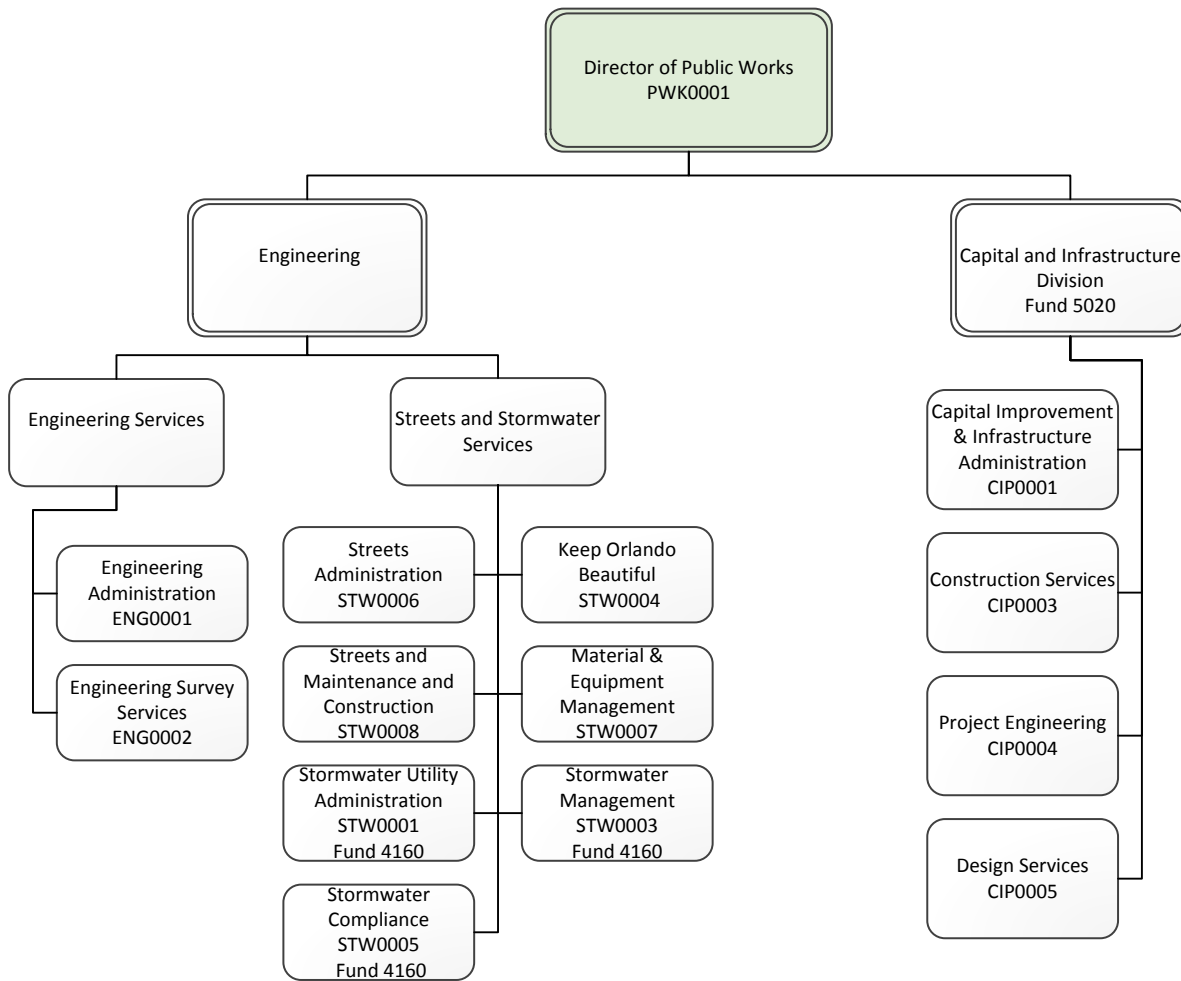 Director of Public Works
PWK0001
Engineering
Capital and Infrastructure
Division
Fund 5020
Engineering Services
Streets and Stormwater
Services
Engineering
Administration
ENG0001
Engineering Survey
Services
ENG0002
Streets
Administration
STW0006
Keep Orlando
Beautiful
STW0004
Streets and
Maintenance and
Construction
STW0008
Material &
Equipment
Management
STW0007
Stormwater Utility
Administration
STW0001
Fund 4160
Stormwater
Management
STW0003
Fund 4160
Stormwater
Compliance
STW0005
Fund 4160
Capital Improvement
& Infrastructure
Administration
CIP0001
Construction Services
CIP0003
Project Engineering
CIP0004
Design Services
CIP0005